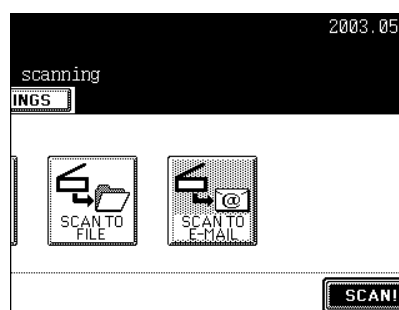 2003.05
scanning
INGS
SCAN TO
FILE
@
SCAN TO
E-MAIL
SCAN!